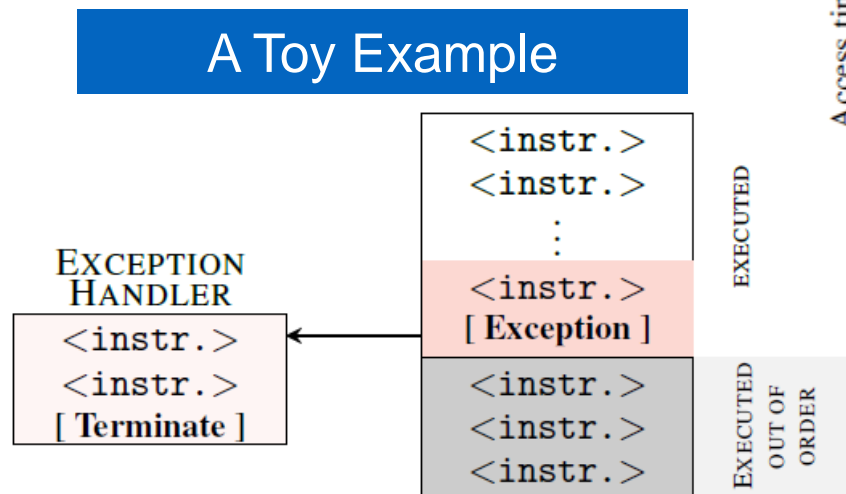 A Toy Example
<instr.>
<instr.>
⋮
<instr.>
[ Exception ]
<instr.>
<instr.>
<instr.>
EXCEPTION
HANDLER
<instr.>
<instr.>
[ Terminate ]
EXECUTED
EXECUTED
OUT OF
ORDER
Access